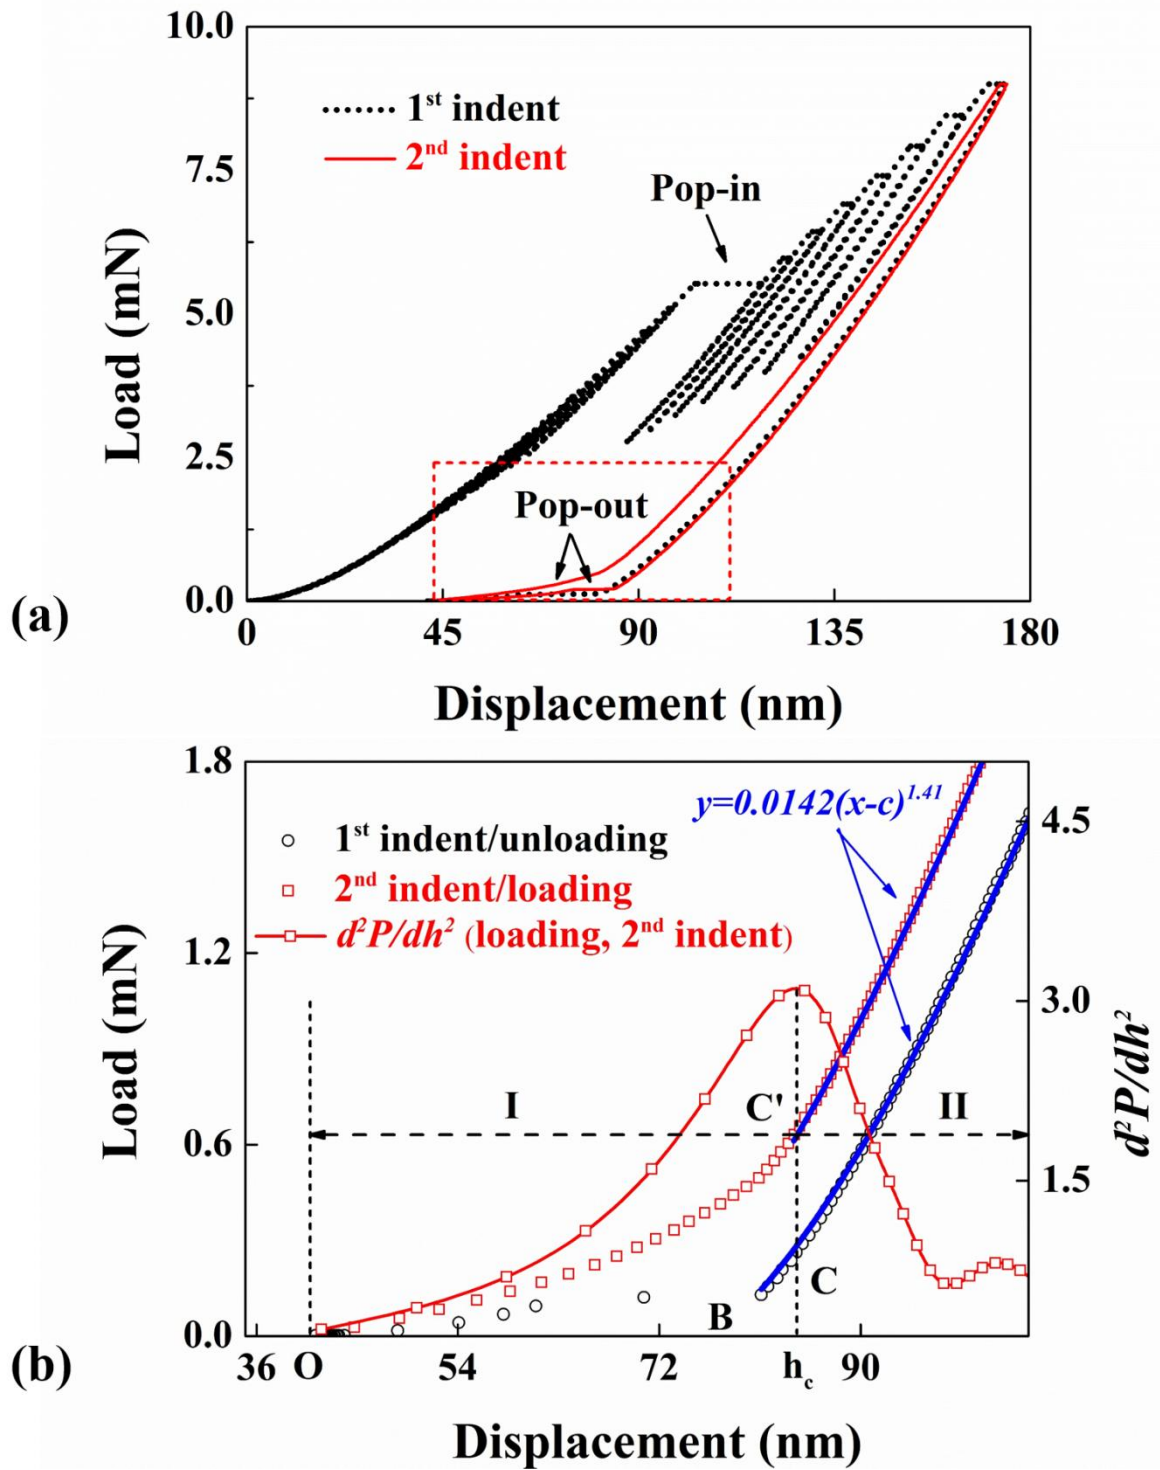 10.0
1st indent
2nd indent
7.5
Pop-in
Load (mN)
5.0
2.5
Pop-out
0.0
(a)
0 45 90 135 180
Displacement (nm)
1.8
y=0.0142(x-c)^1.41
1st indent/unloading
4.5
2nd indent/loading
d²P/dh² (loading, 2nd indent)
1.2
3.0
Load (mN)
d²P/dh²
I C' II
0.6
1.5
C
B
0.0
(b)
36 O 54 72 h_c 90
Displacement (nm)